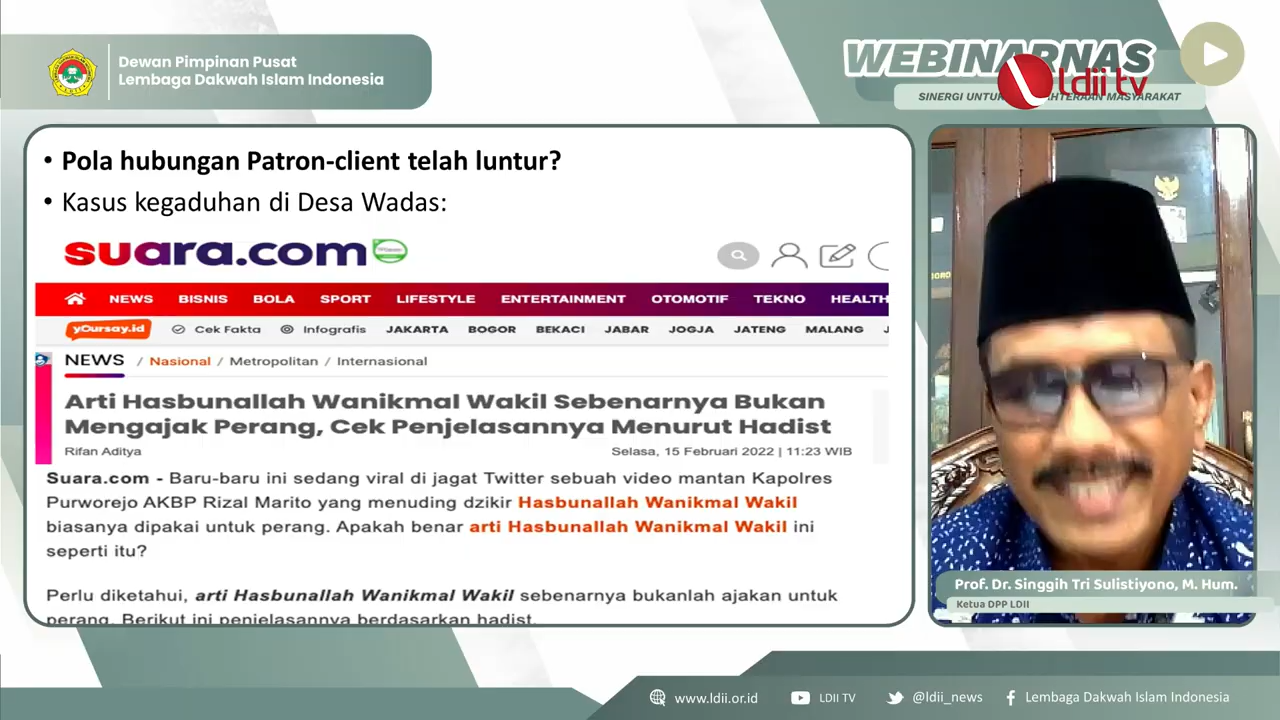 Dewan Pimpinan Pusat
Lembaga Dakwah Islam Indonesia
WEBINARNAS
SINERGI UNTUK
MASYARAKAT
ldii tv
• Pola hubungan Patron-client telah luntur?
• Kasus kegaduhan di Desa Wadas:
suara.com
NEWS BISNIS BOLA SPORT LIFESTYLE ENTERTAINMENT OTOMOTIF TEKNO HEALTH
yoursay.id Cek Fakta Infografis JAKARTA BOGOR BEKACI JABAR JOGJA JATENG MALANG
NEWS / Nasional / Metropolitan / Internasional
Arti Hasbunallah Wanikmal Wakil Sebenarnya Bukan
Mengajak Perang, Cek Penjelasannya Menurut Hadist
Rifan Aditya
Selasa, 15 Februari 2022 | 11:23 WIB
Suara.com - Baru-baru ini sedang viral di jagat Twitter sebuah video mantan Kapolres
Purworejo AKBP Rizal Marito yang menuding dzikir Hasbunallah Wanikmal Wakil
biasanya dipakai untuk perang. Apakah benar arti Hasbunallah Wanikmal Wakil ini
seperti itu?
Perlu diketahui, arti Hasbunallah Wanikmal Wakil sebenarnya bukanlah ajakan untuk
perang. Berikut ini penjelasannya berdasarkan hadist.
Prof. Dr. Singgih Tri Sulistiyono, M. Hum.
Ketua DPP LDII
www.ldii.or.id
LDII TV
@ldii_news
Lembaga Dakwah Islam Indonesia